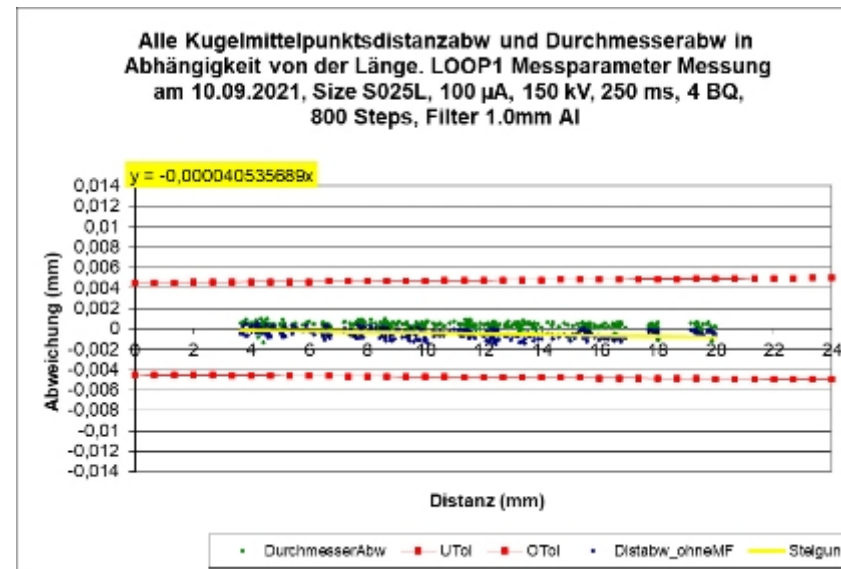 Alle Kugelmittelpunktsdistanzabw und Durchmesserabw in
Abhängigkeit von der Länge. LOOP1 Messparameter Messung
am 10.09.2021, Size S025L, 100 µA, 150 kV, 250 ms, 4 BQ,
800 Steps, Filter 1.0mm Al
y = -0,000040535689x
0,014
0,012
0,01
0,008
0,006
0,004
0,002
0
-0,002
-0,004
-0,006
-0,008
-0,01
-0,012
-0,014
0 2 4 6 8 10 12 14 16 18 20 22 24
Abweichung (mm)
Distanz (mm)
DurchmesserAbw UTol OTol Distabw_ohneMF Steigun